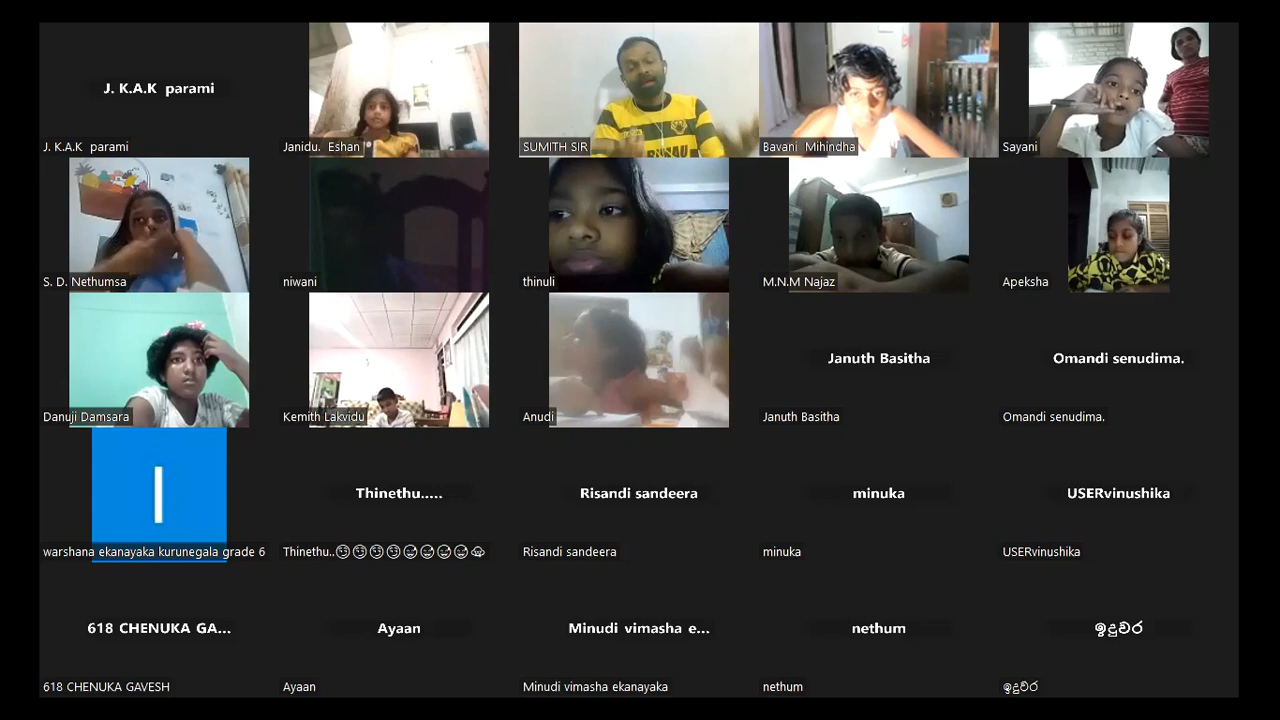 J. K.A.K parami
J. K.A.K parami
Janidu. Eshan
SUMITH SIR
Bavani Mihindha
Sayani
S. D. Nethumsa
niwani
thinuli
M.N.M Najaz
Apeksha
Danuji Damsara
Kemith Lakvidu
Anudi
Januth Basitha
Januth Basitha
Omandi senudima.
Omandi senudima.
I
warshana ekanayaka kurunegala grade 6
Thinethu.....
Thinethu..😏😏😏😏😅😅😅😅😪
Risandi sandeera
Risandi sandeera
minuka
minuka
USERvinushika
USERvinushika
618 CHENUKA GA...
618 CHENUKA GAVESH
Ayaan
Ayaan
Minudi vimasha e...
Minudi vimasha ekanayaka
nethum
nethum
ඉදුවර
ඉදුවර